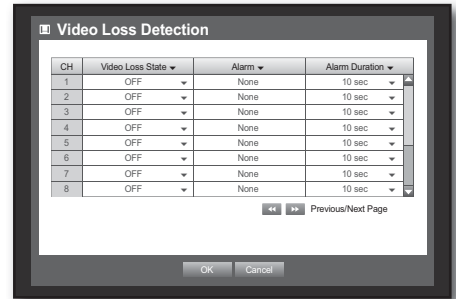 Video Loss Detection
CH Video Loss State Alarm Alarm Duration
1 OFF None 10 sec
2 OFF None 10 sec
3 OFF None 10 sec
4 OFF None 10 sec
5 OFF None 10 sec
6 OFF None 10 sec
7 OFF None 10 sec
8 OFF None 10 sec
Previous/Next Page
OK Cancel